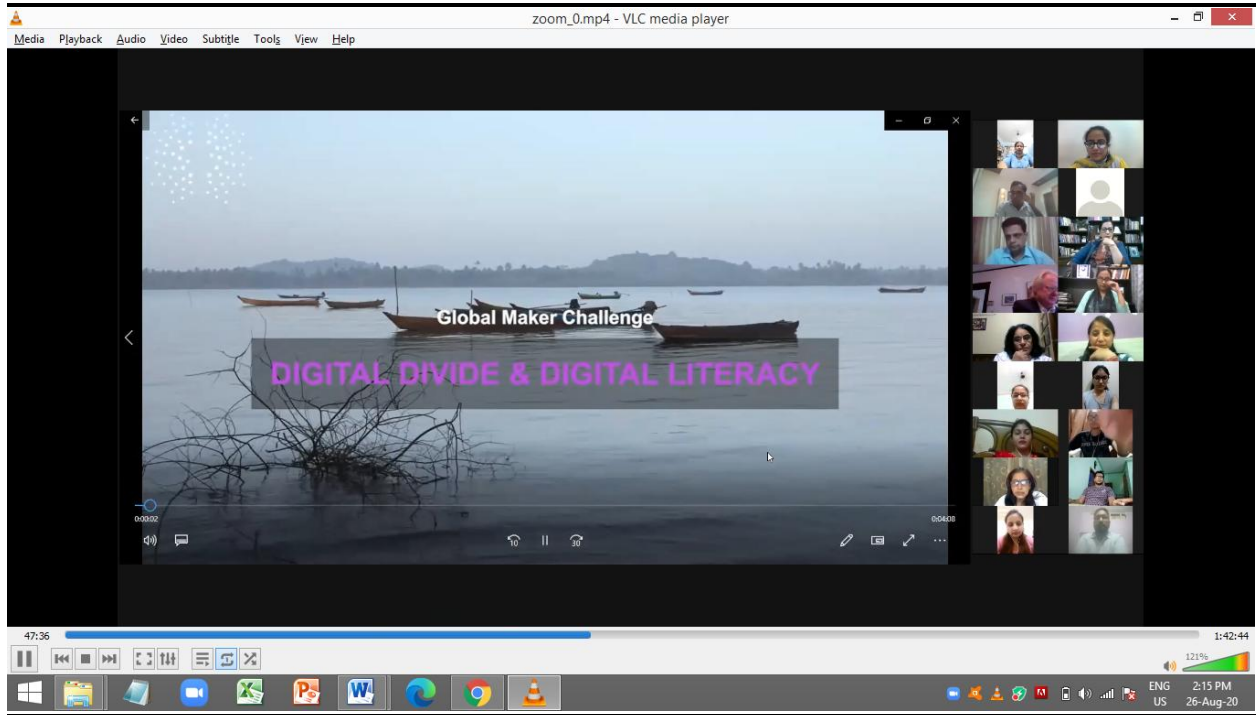 zoom_0.mp4 - VLC media player
Media Playback Audio Video Subtitle Tools View Help
Global Maker Challenge
DIGITAL DIVIDE & DIGITAL LITERACY
0:00:02
0:04:08
10
30
47:36
1:42:44
121%
ENG 2:15 PM
US 26-Aug-20